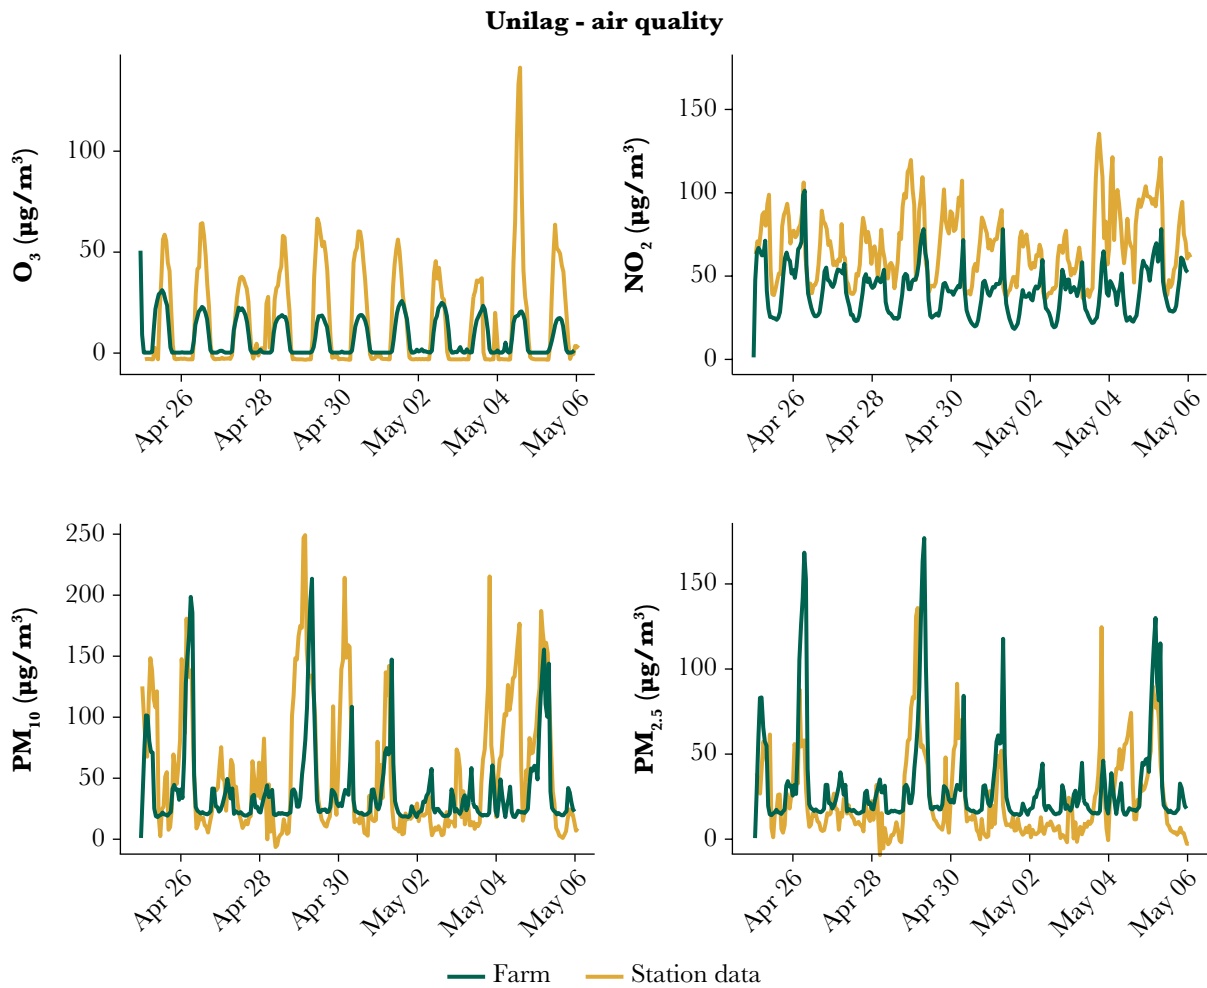 Unilag - air quality
O3 (µg/m³)
100
50
0
Apr 26
Apr 28
Apr 30
May 02
May 04
May 06
NO2 (µg/m³)
150
100
50
0
Apr 26
Apr 28
Apr 30
May 02
May 04
May 06
PM10 (µg/m³)
250
200
150
100
50
0
Apr 26
Apr 28
Apr 30
May 02
May 04
May 06
PM2.5 (µg/m³)
150
100
50
0
Apr 26
Apr 28
Apr 30
May 02
May 04
May 06
Farm
Station data